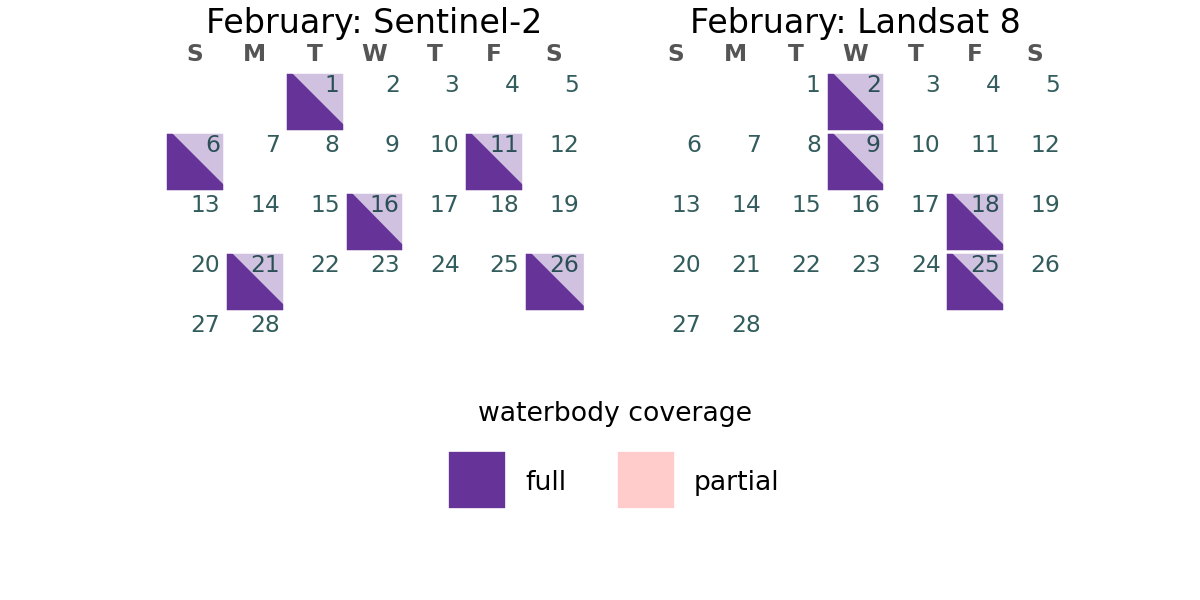 February: Sentinel-2
S M T W T F S
1 2 3 4 5
6 7 8 9 10 11 12
13 14 15 16 17 18 19
20 21 22 23 24 25 26
27 28
February: Landsat 8
S M T W T F S
1 2 3 4 5
6 7 8 9 10 11 12
13 14 15 16 17 18 19
20 21 22 23 24 25 26
27 28
waterbody coverage
full partial